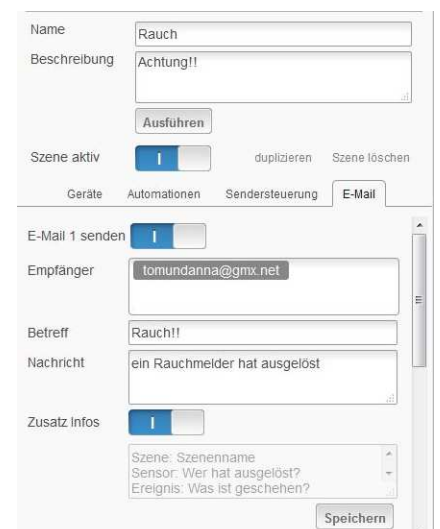 Name
Rauch
Beschreibung
Achtung!!
Ausführen
Szene aktiv
duplizieren
Szene löschen
Geräte
Automationen
Sendersteuerung
E-Mail
E-Mail 1 senden
Empfänger
tomundanna@gmx.net
Betreff
Rauch!!
Nachricht
ein Rauchmelder hat ausgelöst
Zusatz Infos
Szene: Szenenname
Sensor: Wer hat ausgelöst?
Ereignis: Was ist geschehen?
Speichern